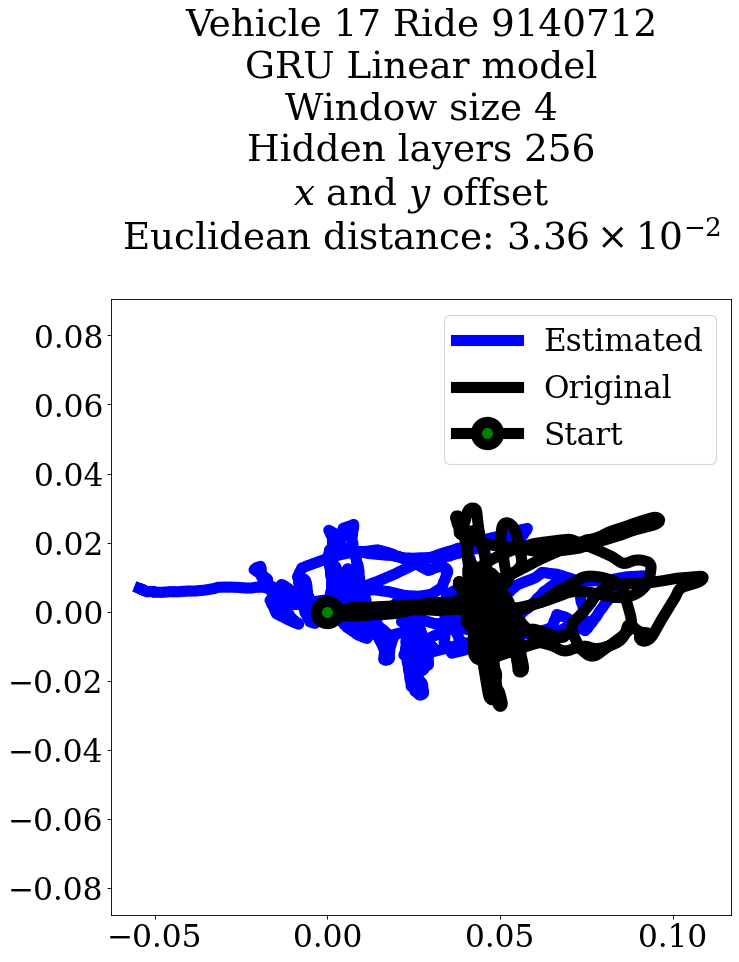 Vehicle 17 Ride 9140712
GRU Linear model
Window size 4
Hidden layers 256
x and y offset
Euclidean distance: 3.36 × 10⁻²
Estimated
Original
Start
0.08
0.06
0.04
0.02
0.00
−0.02
−0.04
−0.06
−0.08
−0.05 0.00 0.05 0.10